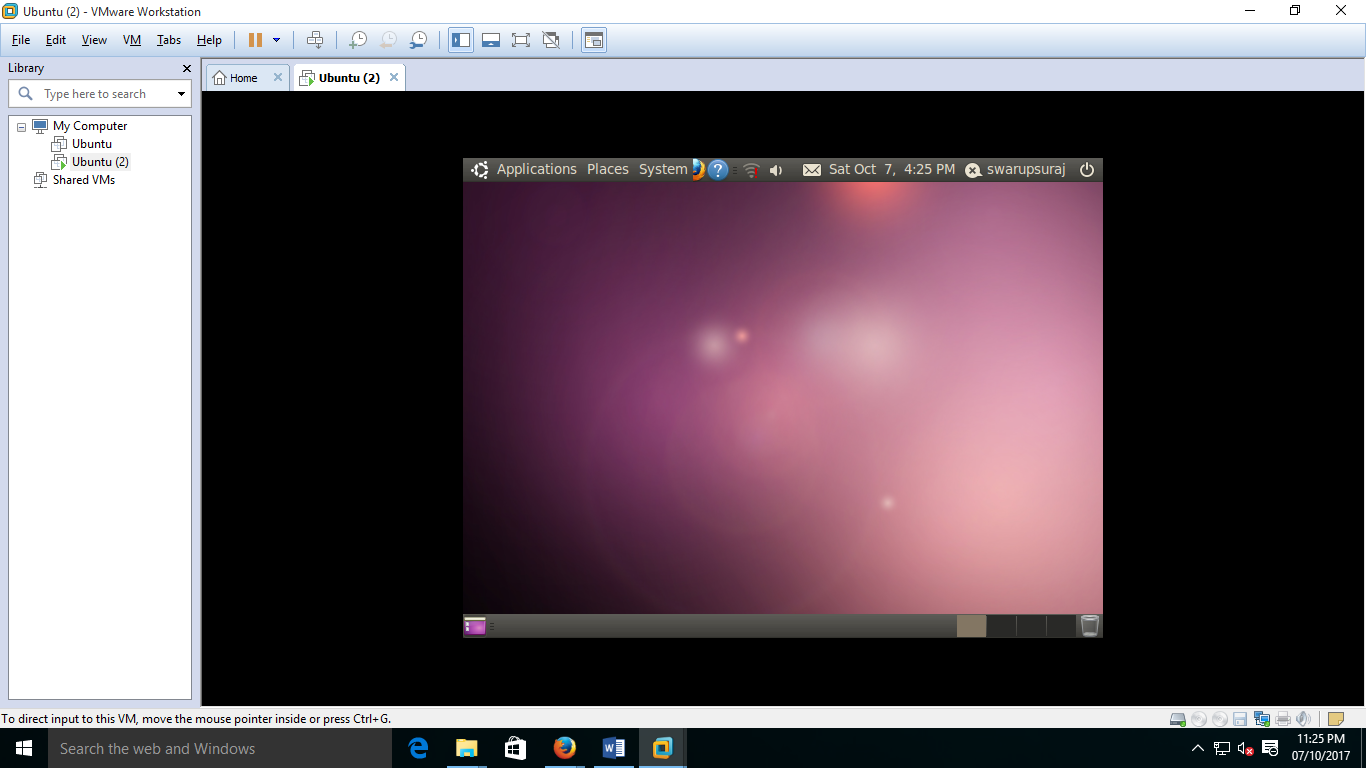 Ubuntu (2) - VMware Workstation
File Edit View VM Tabs Help
Library
Home
Ubuntu (2)
Type here to search
My Computer
Ubuntu
Ubuntu (2)
Shared VMs
Applications Places System ? Sat Oct 7, 4:25 PM swarupsuraj
To direct input to this VM, move the mouse pointer inside or press Ctrl+G.
Search the web and Windows
11:25 PM
07/10/2017